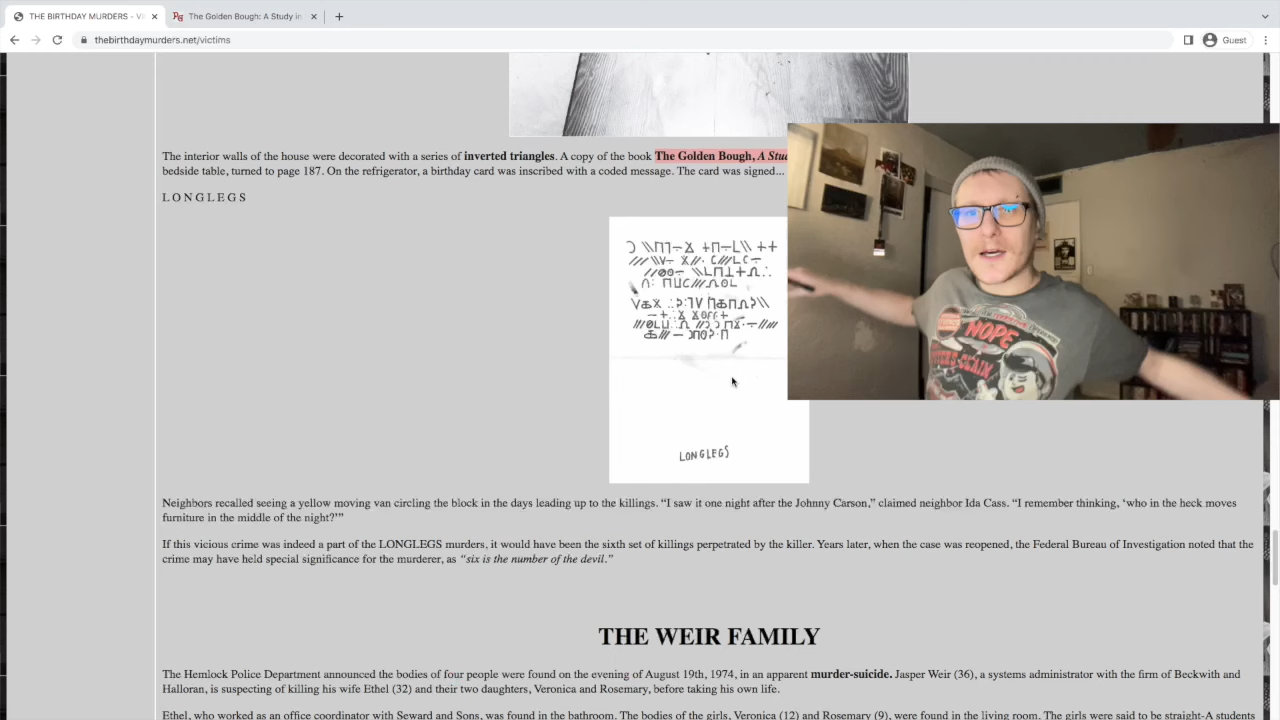 THE BIRTHDAY MURDERS - Vi
The Golden Bough: A Study in
thebirthdaymurders.net/victims
Guest
The interior walls of the house were decorated with a series of inverted triangles. A copy of the book The Golden Bough, A Stu
bedside table, turned to page 187. On the refrigerator, a birthday card was inscribed with a coded message. The card was signed...
L O N G L E G S
NOPE
LONGLEGS
Neighbors recalled seeing a yellow moving van circling the block in the days leading up to the killings. “I saw it one night after the Johnny Carson,” claimed neighbor Ida Cass. “I remember thinking, ‘who in the heck moves
furniture in the middle of the night?’”
If this vicious crime was indeed a part of the LONGLEGS murders, it would have been the sixth set of killings perpetrated by the killer. Years later, when the case was reopened, the Federal Bureau of Investigation noted that the
crime may have held special significance for the murderer, as “six is the number of the devil.”
THE WEIR FAMILY
The Hemlock Police Department announced the bodies of four people were found on the evening of August 19th, 1974, in an apparent murder-suicide. Jasper Weir (36), a systems administrator with the firm of Beckwith and
Halloran, is suspecting of killing his wife Ethel (32) and their two daughters, Veronica and Rosemary, before taking his own life.
Ethel, who worked as an office coordinator with Seward and Sons, was found in the bathroom. The bodies of the girls, Veronica (12) and Rosemary (9), were found in the living room. The girls were said to be straight-A students